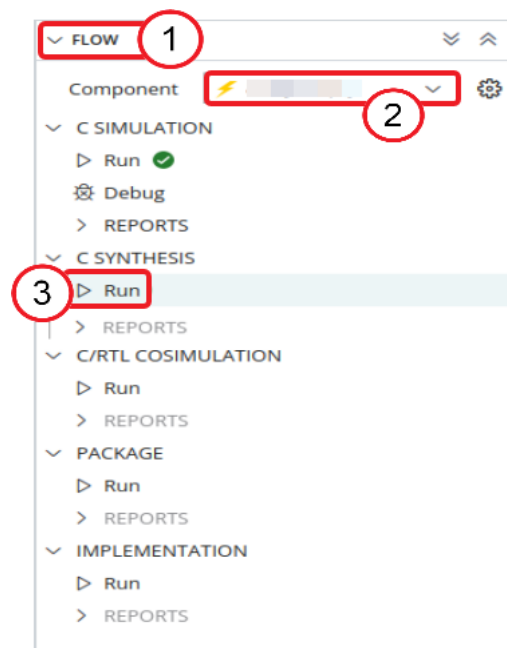 FLOW 1
Component
2
C SIMULATION
Run
Debug
REPORTS
C SYNTHESIS
3 Run
REPORTS
C/RTL COSIMULATION
Run
REPORTS
PACKAGE
Run
REPORTS
IMPLEMENTATION
Run
REPORTS